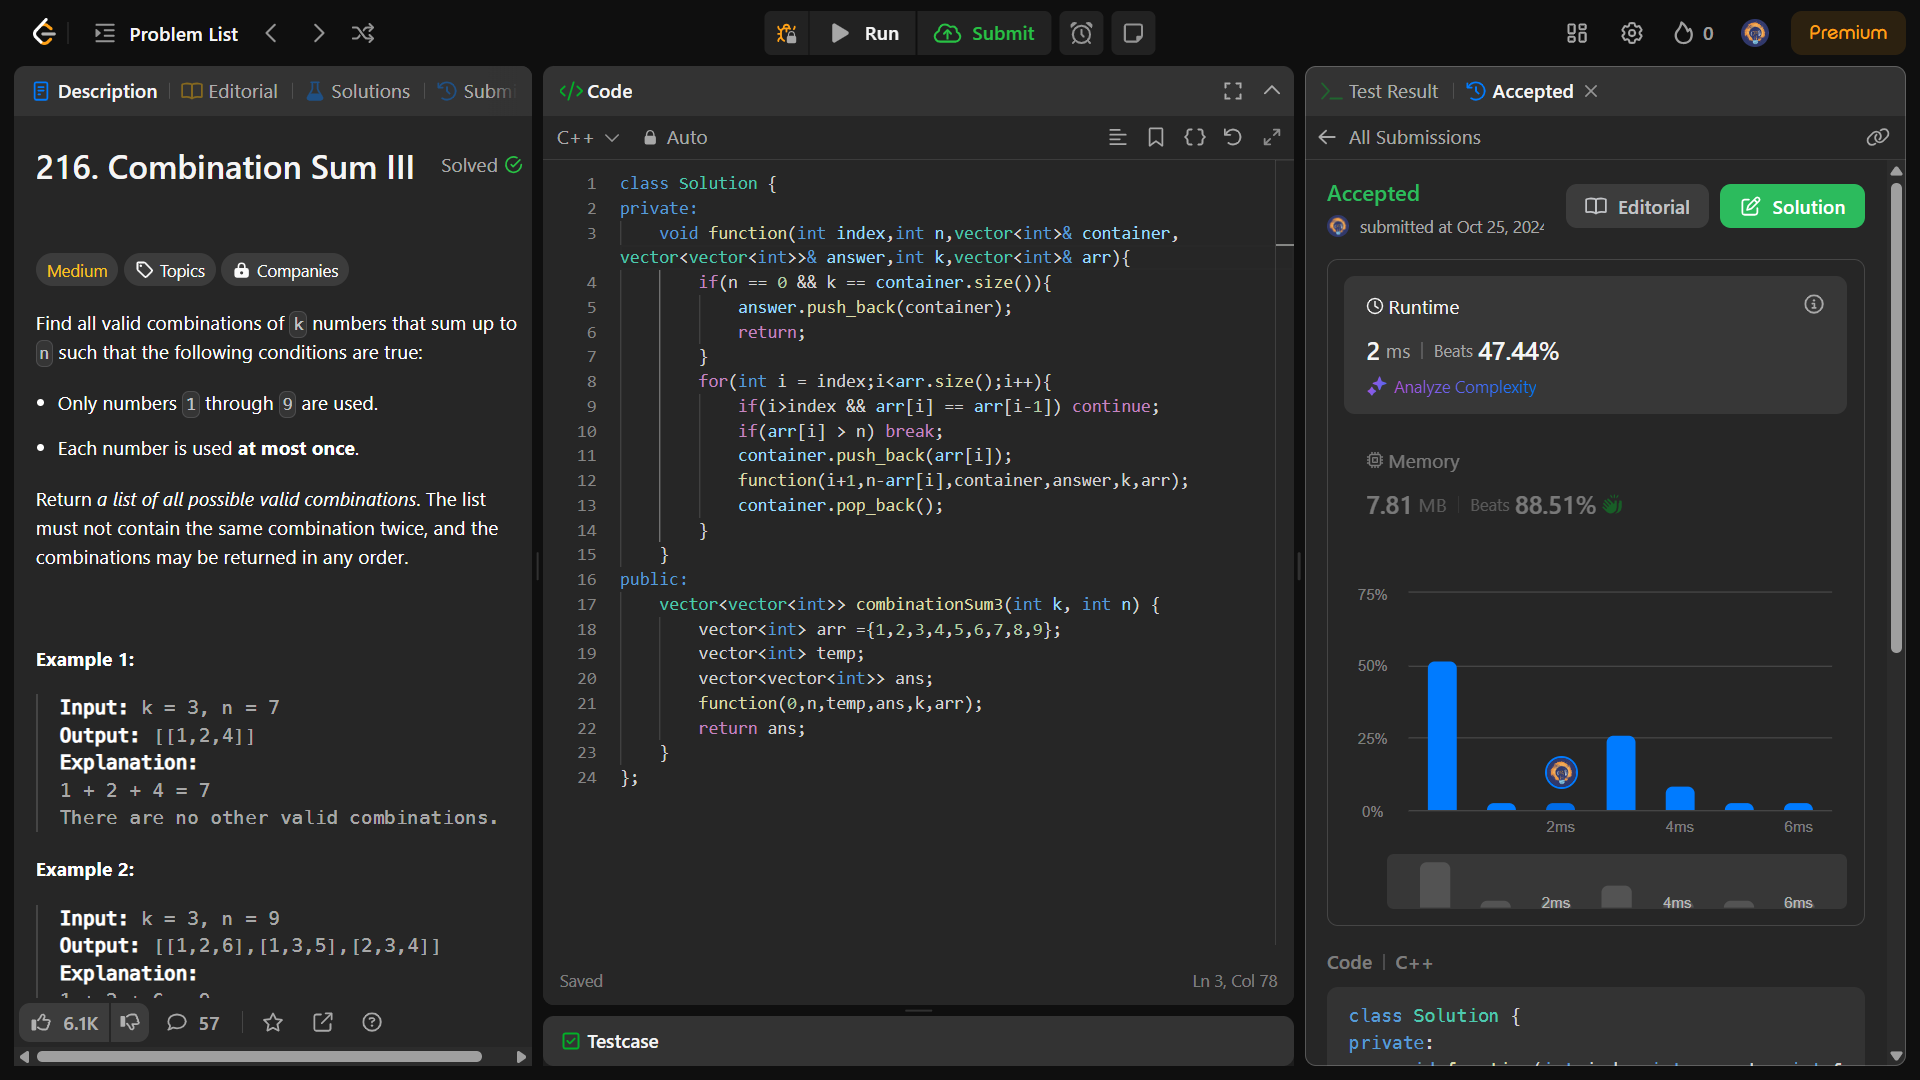 Problem List
Run
Submit
0
Premium
Description
Editorial
Solutions
216. Combination Sum III
Solved
Medium
Topics
Companies
Find all valid combinations of k numbers that sum up to
n such that the following conditions are true:
• Only numbers 1 through 9 are used.
• Each number is used at most once.
Return a list of all possible valid combinations. The list
must not contain the same combination twice, and the
combinations may be returned in any order.
Example 1:
Input: k = 3, n = 7
Output: [[1,2,4]]
Explanation:
1 + 2 + 4 = 7
There are no other valid combinations.
Example 2:
Input: k = 3, n = 9
Output: [[1,2,6],[1,3,5],[2,3,4]]
Explanation:
6.1K
57
</> Code
C++
Auto
1 class Solution {
2 private:
3 void function(int index,int n,vector<int>& container,
vector<vector<int>>& answer,int k,vector<int>& arr){
4 if(n == 0 && k == container.size()){
5 answer.push_back(container);
6 return;
7 }
8 for(int i = index;i<arr.size();i++){
9 if(i>index && arr[i] == arr[i-1]) continue;
10 if(arr[i] > n) break;
11 container.push_back(arr[i]);
12 function(i+1,n-arr[i],container,answer,k,arr);
13 container.pop_back();
14 }
15 }
16 public:
17 vector<vector<int>> combinationSum3(int k, int n) {
18 vector<int> arr ={1,2,3,4,5,6,7,8,9};
19 vector<int> temp;
20 vector<vector<int>> ans;
21 function(0,n,temp,ans,k,arr);
22 return ans;
23 }
24 };
Saved
Ln 3, Col 78
Testcase
Test Result
Accepted
All Submissions
Accepted
submitted at Oct 25, 2024
Editorial
Solution
Runtime
2 ms
Beats 47.44%
Analyze Complexity
Memory
7.81 MB
Beats 88.51%
75%
50%
25%
0%
2ms
4ms
6ms
2ms
4ms
6ms
Code
C++
class Solution {
private: